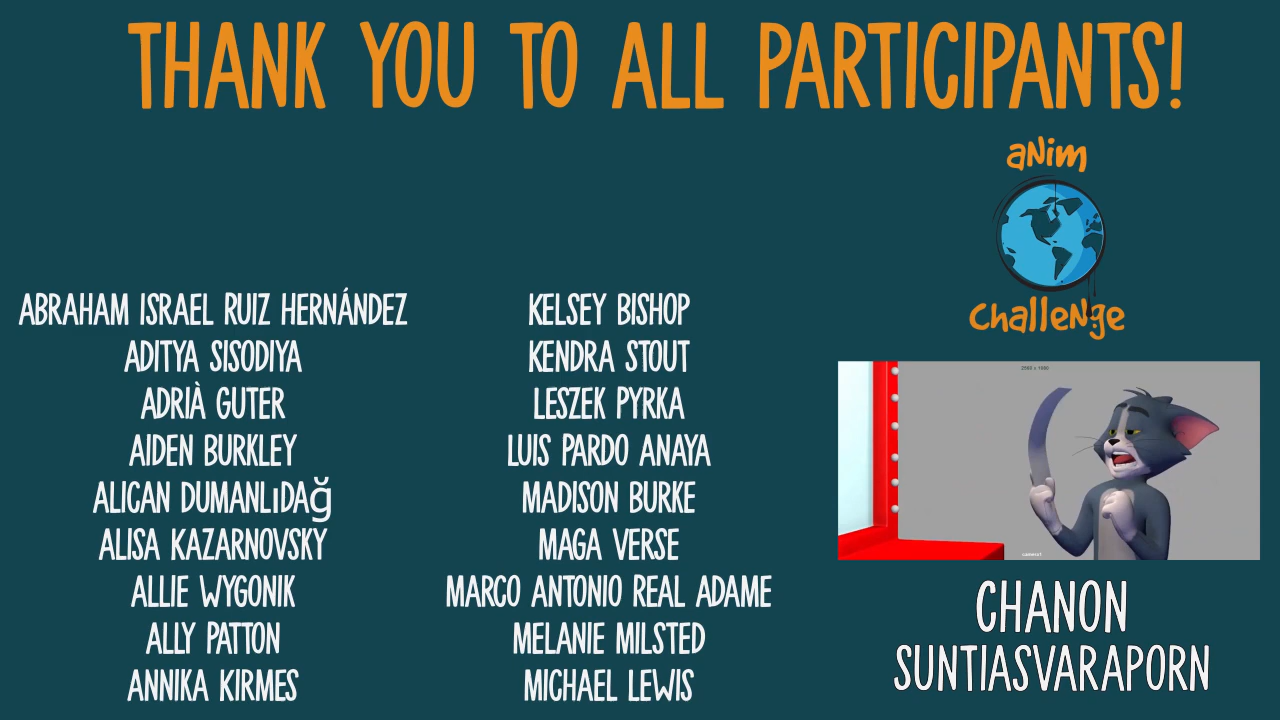 THANK YOU TO ALL PARTICIPANTS!
aNim
ChalleNge
ABRAHAM ISRAEL RUIZ HERNÁNDEZ
ADITYA SISODIYA
ADRIÀ GUTER
AIDEN BURKLEY
ALICAN DUMANLıDAğ
ALISA KAZARNOVSKY
ALLIE WYGONIK
ALLY PATTON
ANNIKA KIRMES
KELSEY BISHOP
KENDRA STOUT
LESZEK PYRKA
LUIS PARDO ANAYA
MADISON BURKE
MAGA VERSE
MARCO ANTONIO REAL ADAME
MELANIE MILSTED
MICHAEL LEWIS
camera1
CHANON
SUNTIASVARAPORN